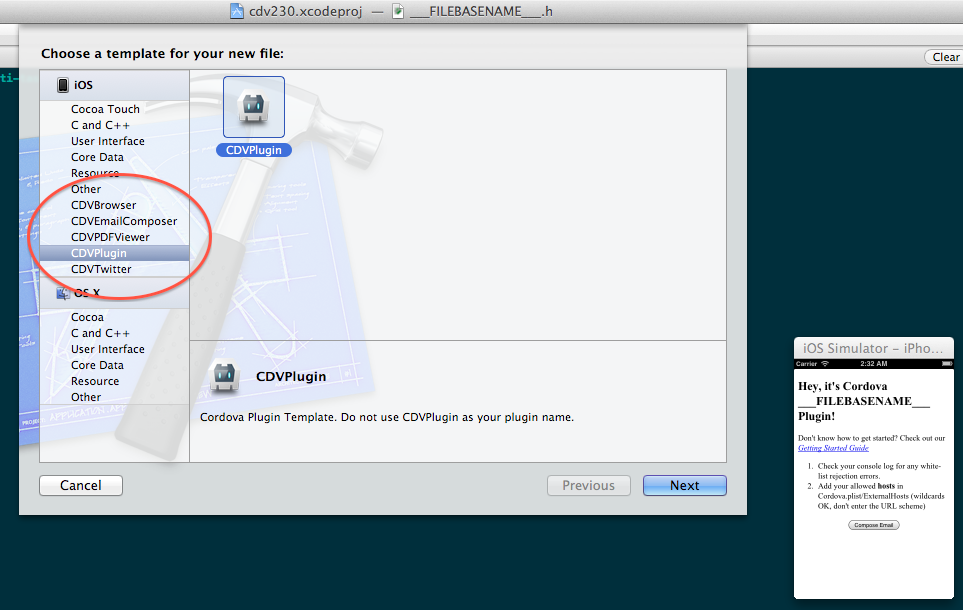 cdv230.xcodeproj — ___FILEBASENAME___.h
Choose a template for your new file:
Clear
ti-
iOS
Cocoa Touch
C and C++
User Interface
Core Data
Resource
Other
CDVBrowser
CDVEmailComposer
CDVPDFViewer
CDVPlugin
CDVTwitter
OS X
Cocoa
C and C++
User Interface
Core Data
Resource
Other
CDVPlugin
CDVPlugin
Cordova Plugin Template. Do not use CDVPlugin as your plugin name.
Cancel
Previous
Next
iOS Simulator – iPho...
Carrier 2:32 AM
Hey, it's Cordova
___FILEBASENAME___
Plugin!
Don't know how to get started? Check out our
Getting Started Guide
1. Check your console log for any white-
list rejection errors.
2. Add your allowed hosts in
Cordova.plist/ExternalHosts (wildcards
OK, don't enter the URL scheme)
Compose Email